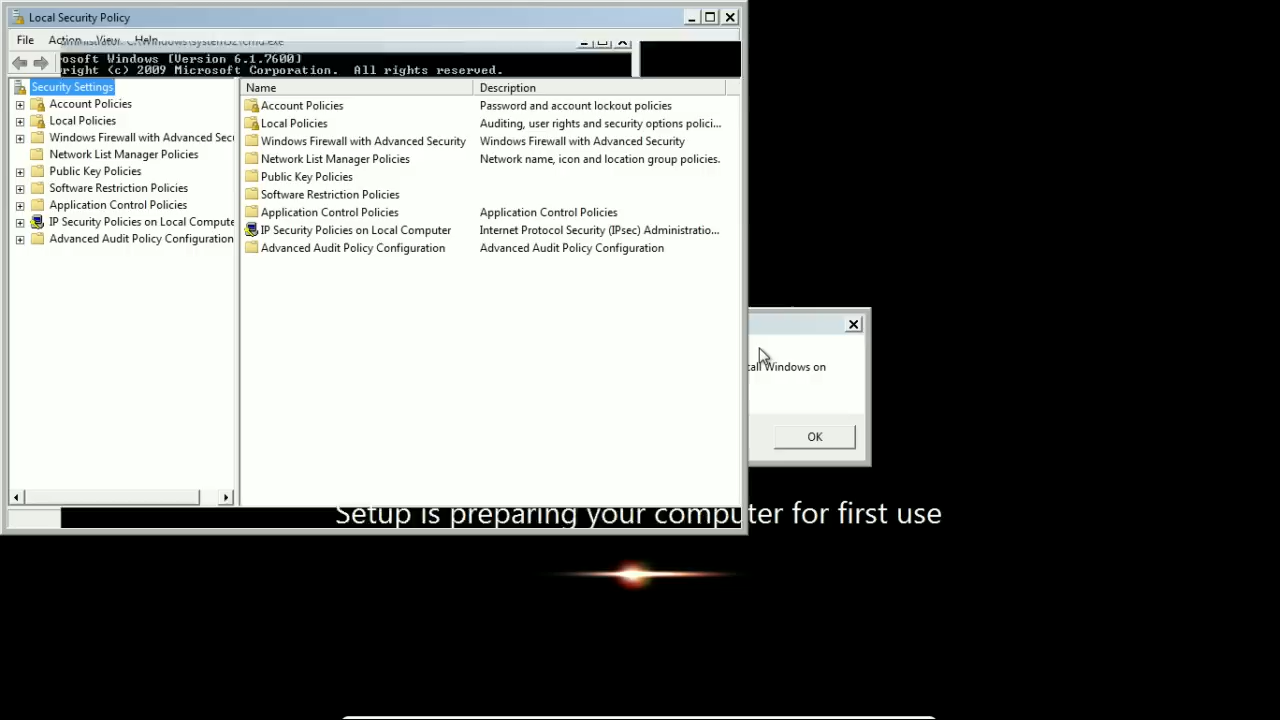 Local Security Policy
File Action View Help
C:\Windows\system32\cmd.exe
osoft Windows [Version 6.1.7600]
right (c) 2009 Microsoft Corporation. All rights reserved.
Security Settings
Account Policies
Local Policies
Windows Firewall with Advanced Sec
Network List Manager Policies
Public Key Policies
Software Restriction Policies
Application Control Policies
IP Security Policies on Local Compute
Advanced Audit Policy Configuration
Name Description
Account Policies Password and account lockout policies
Local Policies Auditing, user rights and security options polici...
Windows Firewall with Advanced Security Windows Firewall with Advanced Security
Network List Manager Policies Network name, icon and location group policies.
Public Key Policies
Software Restriction Policies
Application Control Policies Application Control Policies
IP Security Policies on Local Computer Internet Protocol Security (IPsec) Administratio...
Advanced Audit Policy Configuration Advanced Audit Policy Configuration
tall Windows on
OK
Setup is preparing your computer for first use